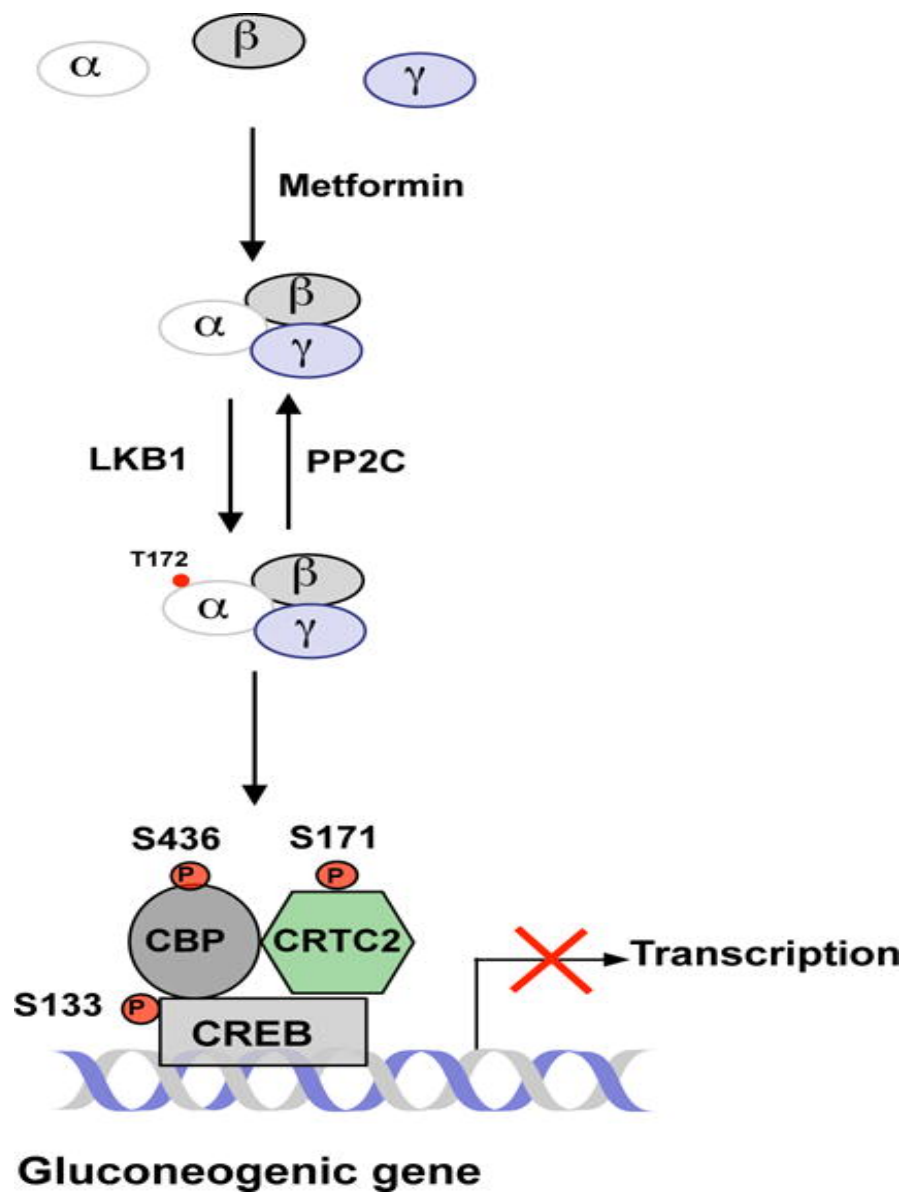 α
β
γ
Metformin
β
α
γ
LKB1
PP2C
T172
β
α
γ
S436
S171
P
P
CBP
CRTC2
Transcription
S133
P
CREB
Gluconeogenic gene